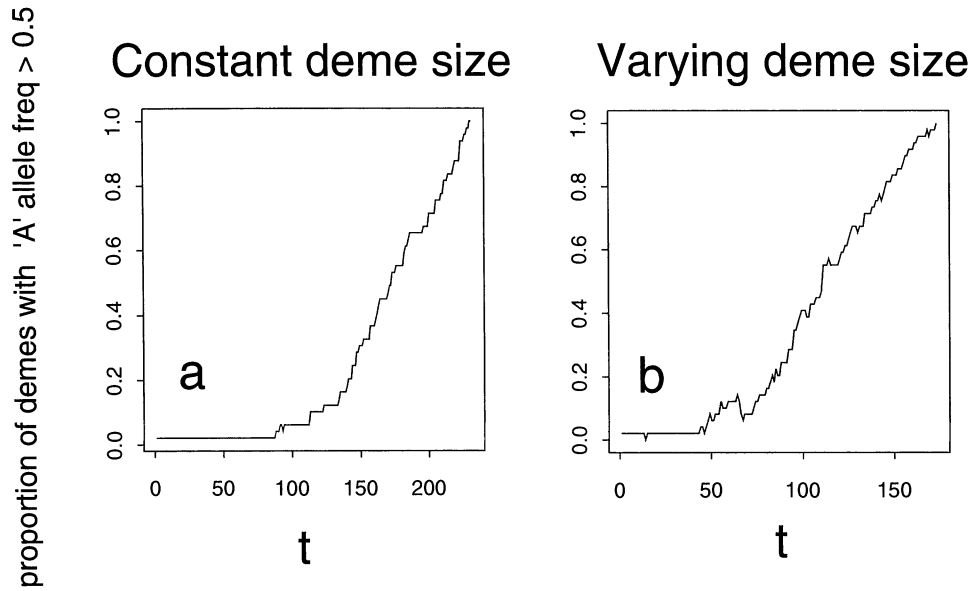 proportion of demes with 'A' allele freq > 0.5
Constant deme size
1.0
0.8
0.6
0.4
0.2
0.0
a
0 50 100 150 200
t
Varying deme size
1.0
0.8
0.6
0.4
0.2
0.0
b
0 50 100 150
t